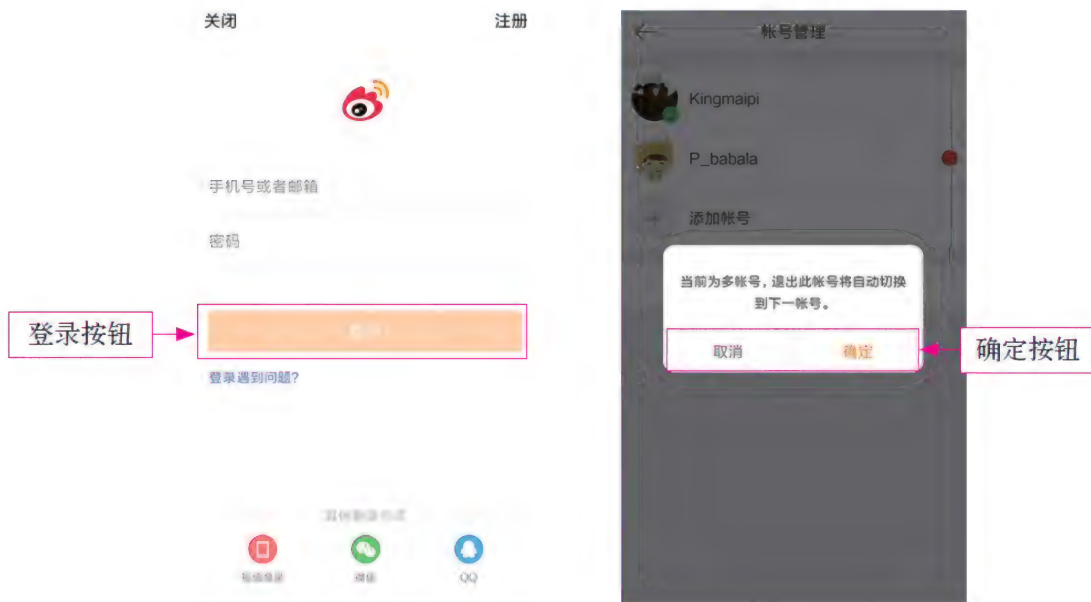 关闭
注册
手机号或者邮箱
密码
登录按钮
登录遇到问题?
微信
QQ
帐号管理
Kingmaipi
P_babala
添加帐号
当前为多帐号,退出此帐号将自动切换
到下一帐号。
取消
确定
确定按钮